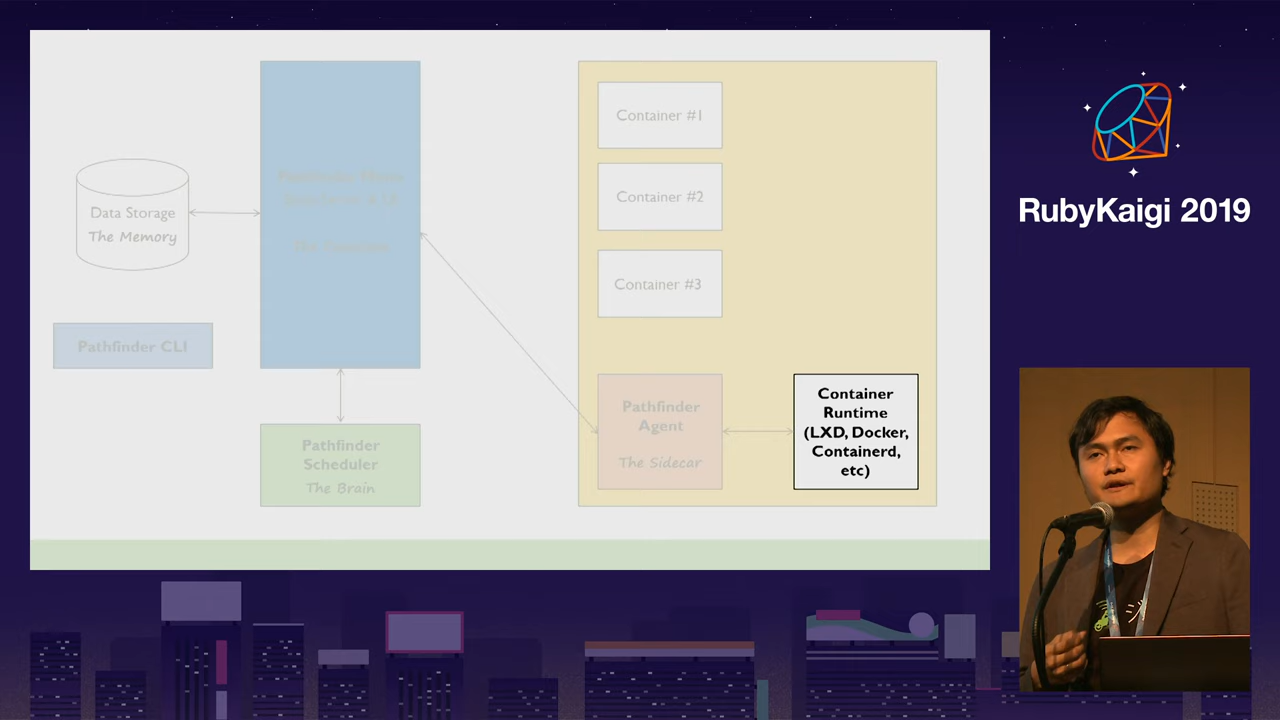 Data Storage
The Memory
Pathfinder CLI
Pathfinder
Pathfinder
Scheduler
The Brain
Container #1
Container #2
Container #3
Pathfinder
Agent
The Sidecar
Container
Runtime
(LXD, Docker,
Containerd,
etc)
RubyKaigi 2019